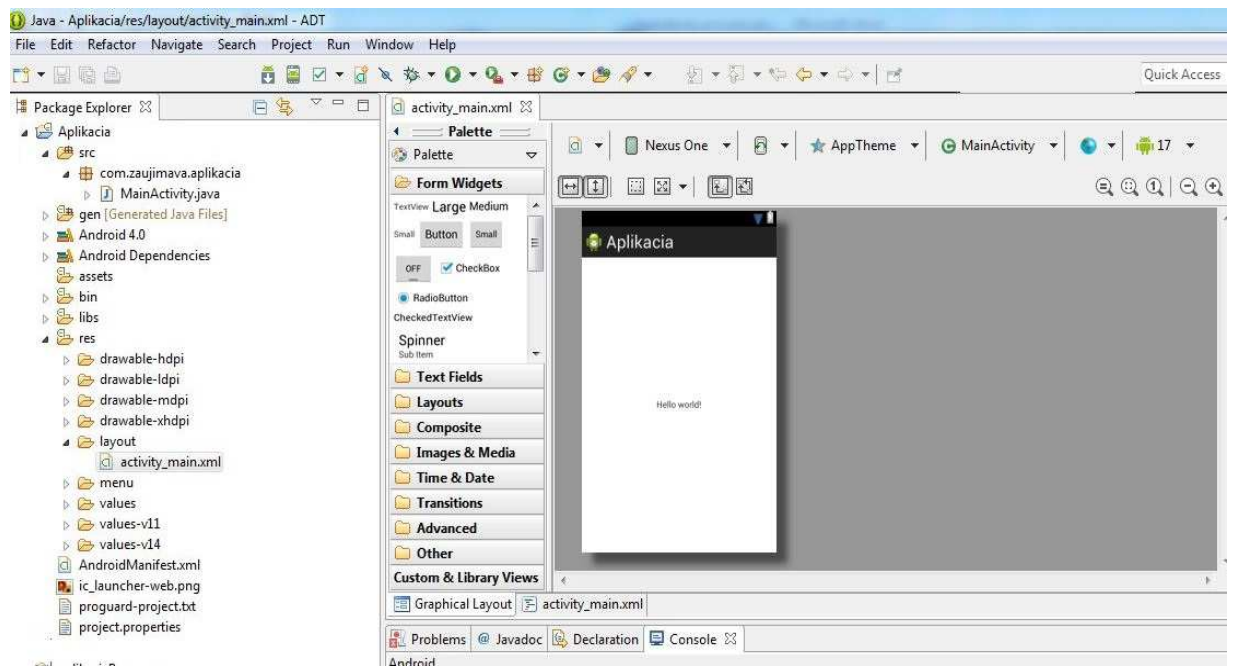 Java - Aplikacia/res/layout/activity_main.xml - ADT
File Edit Refactor Navigate Search Project Run Window Help
Quick Access
Package Explorer
Aplikacia
src
com.zaujimava.aplikacia
MainActivity.java
gen [Generated Java Files]
Android 4.0
Android Dependencies
assets
bin
libs
res
drawable-hdpi
drawable-ldpi
drawable-mdpi
drawable-xhdpi
layout
activity_main.xml
menu
values
values-v11
values-v14
AndroidManifest.xml
ic_launcher-web.png
proguard-project.txt
project.properties
activity_main.xml
Palette
Palette
Form Widgets
TextView Large Medium
Small Button Small
OFF CheckBox
RadioButton
CheckedTextView
Spinner
Sub Item
Text Fields
Layouts
Composite
Images & Media
Time & Date
Transitions
Advanced
Other
Custom & Library Views
Nexus One AppTheme MainActivity 17
Aplikacia
Hello world!
Graphical Layout activity_main.xml
Problems @ Javadoc Declaration Console
Android